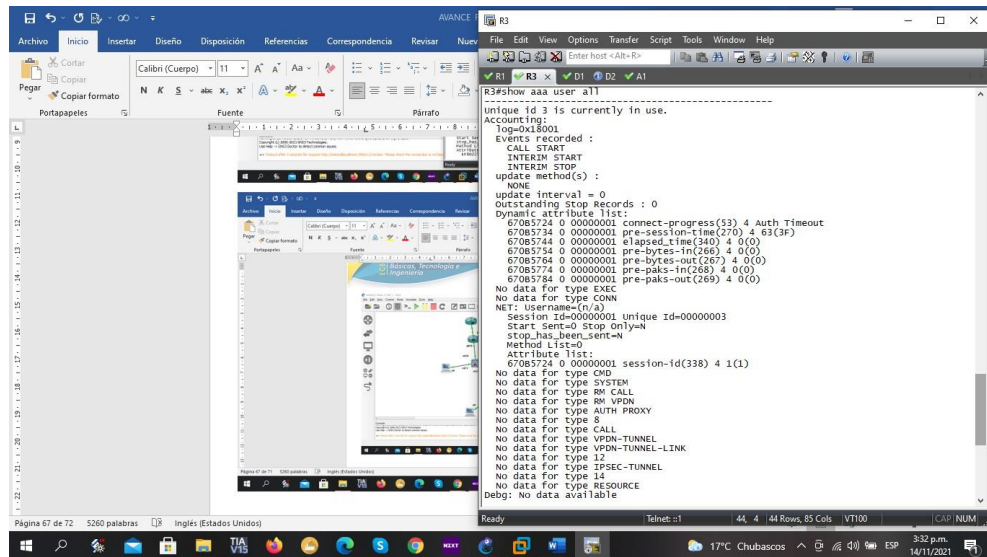 AVANCE
Archivo Inicio Insertar Diseño Disposición Referencias Correspondencia Revisar
Pegar
Cortar
Copiar
Copiar formato
Calibri (Cuerpo) 11
N K S abc x₂ x² A
Portapapeles Fuente Párrafo
Básicas, Tecnología e
Ingeniería
R3
File Edit View Options Transfer Script Tools Window Help
Enter host <Alt+R>
R1 R3 D1 D2 A1
R3#show aaa user all
--------------------------------------------------
Unique id 3 is currently in use.
Accounting:
log=0x18001
Events recorded :
CALL START
INTERIM START
INTERIM STOP
update method(s) :
NONE
update interval = 0
Outstanding Stop Records : 0
Dynamic attribute list:
670B5724 0 00000001 connect-progress(53) 4 Auth Timeout
670B5734 0 00000001 pre-session-time(270) 4 63(3F)
670B5744 0 00000001 elapsed_time(340) 4 0(0)
670B5754 0 00000001 pre-bytes-in(266) 4 0(0)
670B5764 0 00000001 pre-bytes-out(267) 4 0(0)
670B5774 0 00000001 pre-paks-in(268) 4 0(0)
670B5784 0 00000001 pre-paks-out(269) 4 0(0)
No data for type EXEC
No data for type CONN
NET: Username=(n/a)
Session Id=00000001 Unique Id=00000003
Start Sent=0 Stop Only=N
stop_has_been_sent=N
Method List=0
Attribute list:
670B5724 0 00000001 session-id(338) 4 1(1)
No data for type CMD
No data for type SYSTEM
No data for type RM CALL
No data for type RM VPDN
No data for type AUTH PROXY
No data for type 8
No data for type CALL
No data for type VPDN-TUNNEL
No data for type VPDN-TUNNEL-LINK
No data for type 12
No data for type IPSEC-TUNNEL
No data for type 14
No data for type RESOURCE
Debg: No data available
Ready Telnet: ::1 44, 4 44 Rows, 85 Cols VT100 CAP NUM
Página 67 de 72 5260 palabras Inglés (Estados Unidos)
17°C Chubascos ESP 3:32 p.m.
14/11/2021